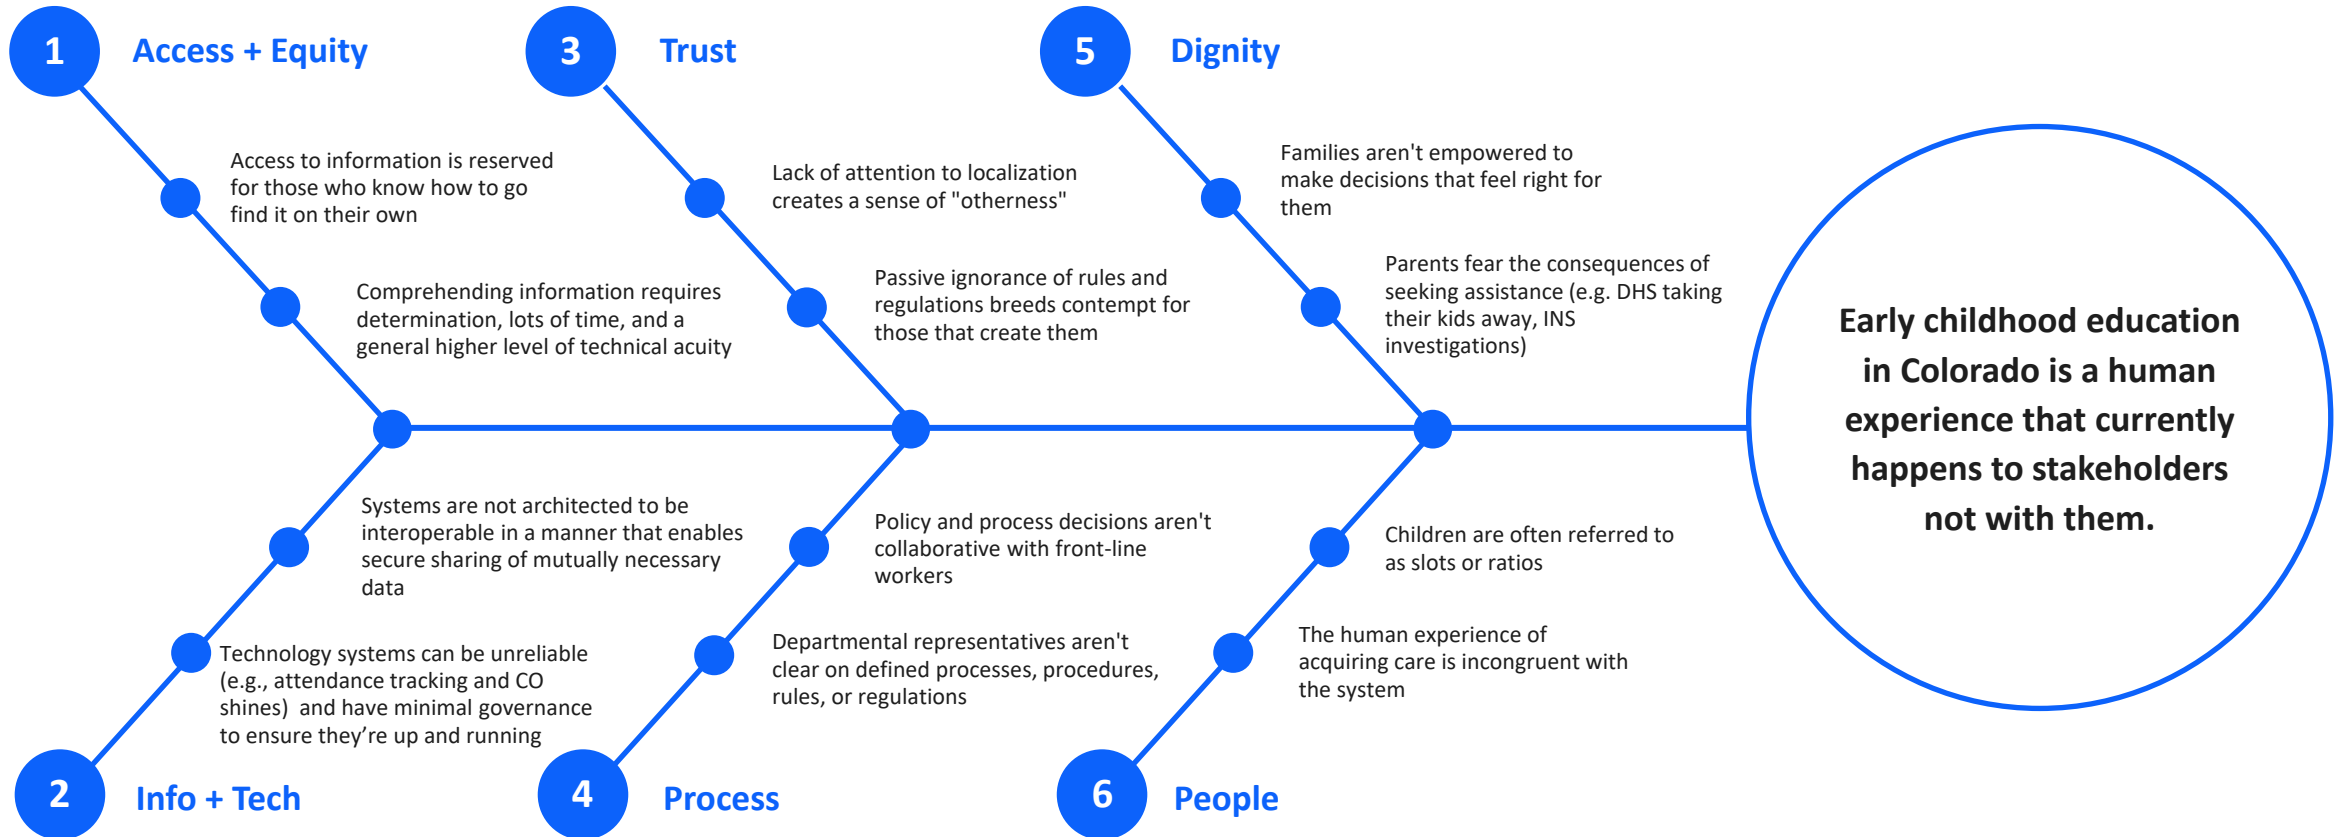 1
Access + Equity
Access to information is reserved
for those who know how to go
find it on their own
Comprehending information requires
determination, lots of time, and a
general higher level of technical acuity
3
Trust
Lack of attention to localization
creates a sense of "otherness"
Passive ignorance of rules and
regulations breeds contempt for
those that create them
5
Dignity
Families aren't empowered to
make decisions that feel right for
them
Parents fear the consequences of
seeking assistance (e.g. DHS taking
their kids away, INS
investigations)
Systems are not architected to be
interoperable in a manner that enables
secure sharing of mutually necessary
data
Technology systems can be unreliable
(e.g., attendance tracking and CO
shines)  and have minimal governance
to ensure they’re up and running
2
Info + Tech
Policy and process decisions aren't
collaborative with front-line
workers
Departmental representatives aren't
clear on defined processes, procedures,
rules, or regulations
4
Process
Children are often referred to
as slots or ratios
The human experience of
acquiring care is incongruent with
the system
6
People
Early childhood education
in Colorado is a human
experience that currently
happens to stakeholders
not with them.